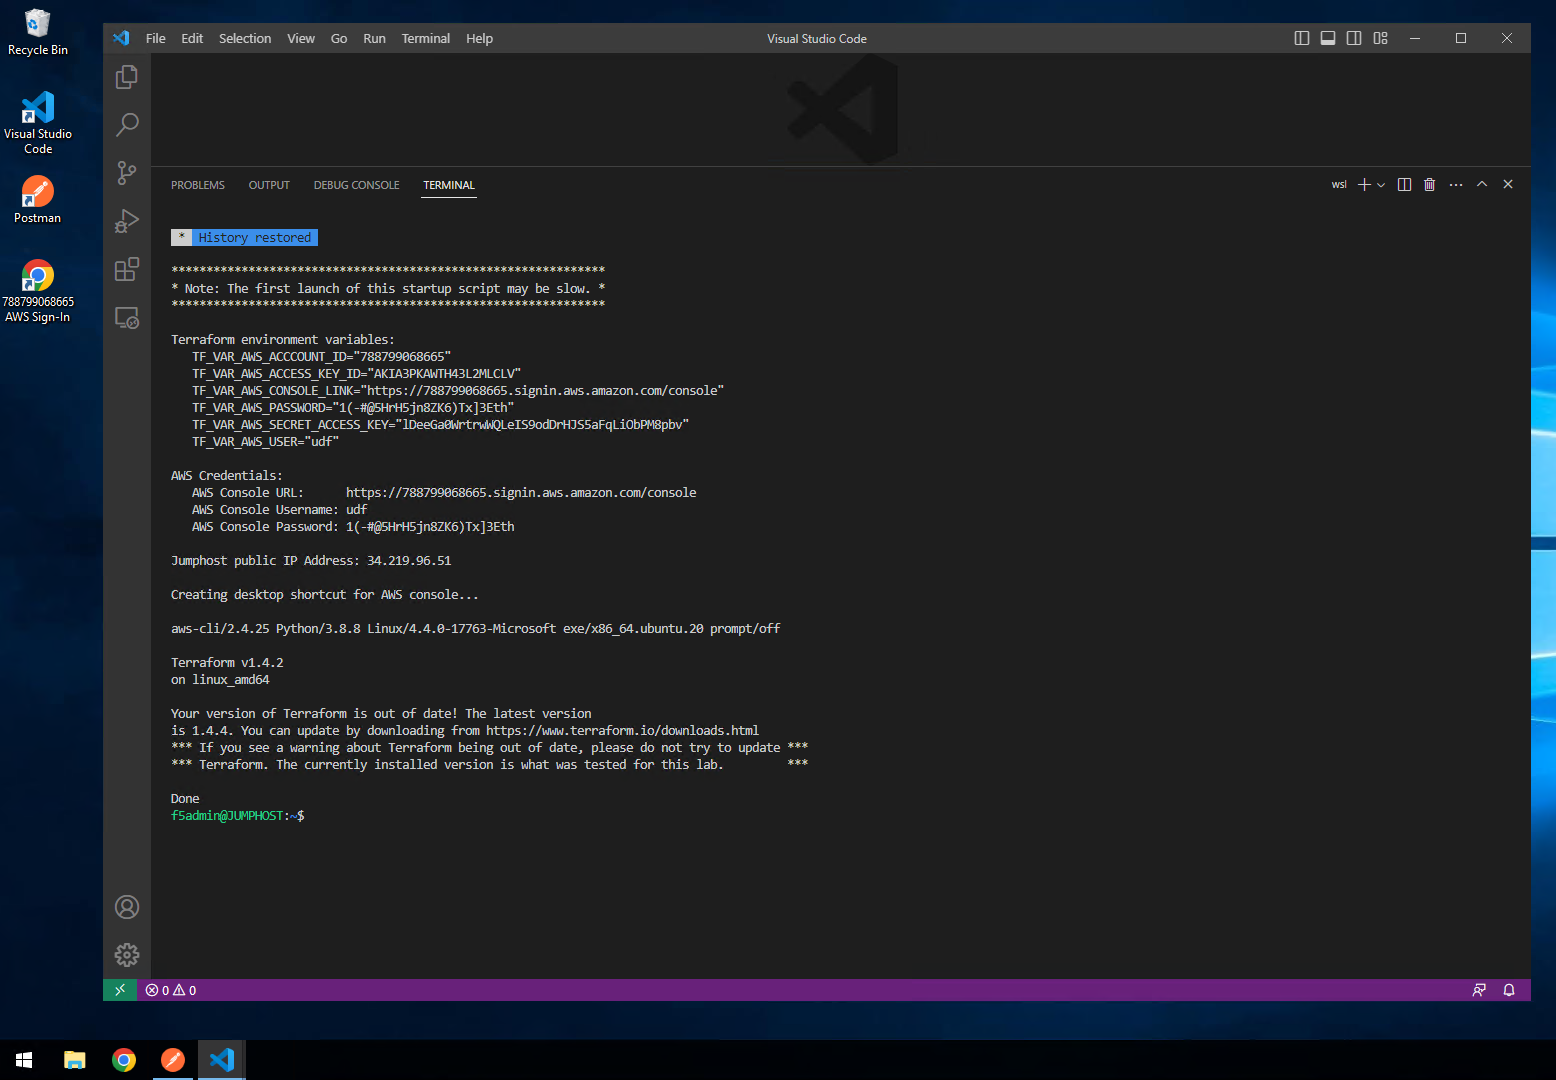 Recycle Bin
Visual Studio
Code
Postman
788799068665
AWS Sign-In
File Edit Selection View Go Run Terminal Help
Visual Studio Code
PROBLEMS OUTPUT DEBUG CONSOLE TERMINAL
wsl
* History restored
**************************************************************
* Note: The first launch of this startup script may be slow. *
**************************************************************
Terraform environment variables:
TF_VAR_AWS_ACCCOUNT_ID="788799068665"
TF_VAR_AWS_ACCESS_KEY_ID="AKIA3PKAWTH43L2MLCLV"
TF_VAR_AWS_CONSOLE_LINK="https://788799068665.signin.aws.amazon.com/console"
TF_VAR_AWS_PASSWORD="1(-#@5HrH5jn8ZK6)Tx]3Eth"
TF_VAR_AWS_SECRET_ACCESS_KEY="lDeeGa0WrtrwWQLeIS9odDrHJS5aFqLiObPM8pbv"
TF_VAR_AWS_USER="udf"
AWS Credentials:
AWS Console URL: https://788799068665.signin.aws.amazon.com/console
AWS Console Username: udf
AWS Console Password: 1(-#@5HrH5jn8ZK6)Tx]3Eth
Jumphost public IP Address: 34.219.96.51
Creating desktop shortcut for AWS console...
aws-cli/2.4.25 Python/3.8.8 Linux/4.4.0-17763-Microsoft exe/x86_64.ubuntu.20 prompt/off
Terraform v1.4.2
on linux_amd64
Your version of Terraform is out of date! The latest version
is 1.4.4. You can update by downloading from https://www.terraform.io/downloads.html
*** If you see a warning about Terraform being out of date, please do not try to update ***
*** Terraform. The currently installed version is what was tested for this lab. ***
Done
f5admin@JUMPHOST:~$
0 0